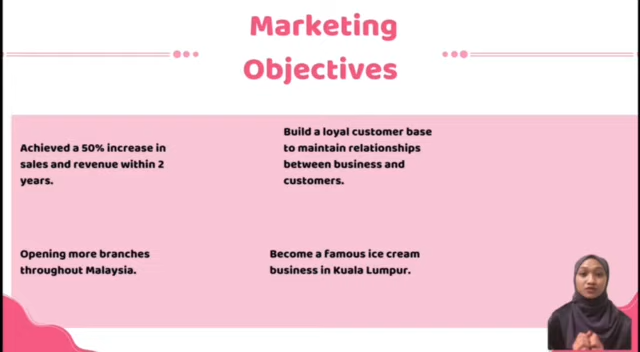 Marketing
Objectives
Achieved a 50% increase in
sales and revenue within 2
years.
Build a loyal customer base
to maintain relationships
between business and
customers.
Opening more branches
throughout Malaysia.
Become a famous ice cream
business in Kuala Lumpur.